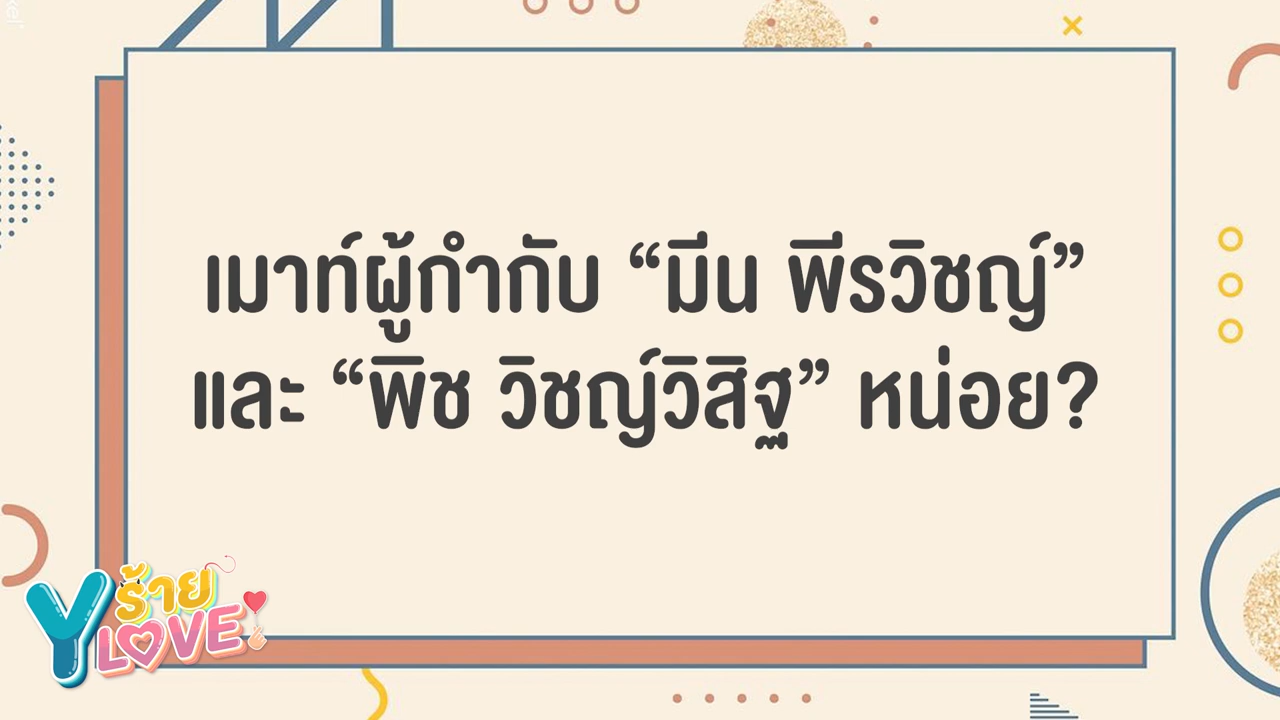 เมาท์ผู้กำกับ “มีน พีรวิชญ์”
และ “พิช วิชญ์วิสิฐ” หน่อย?
Yร้าย
LOVE